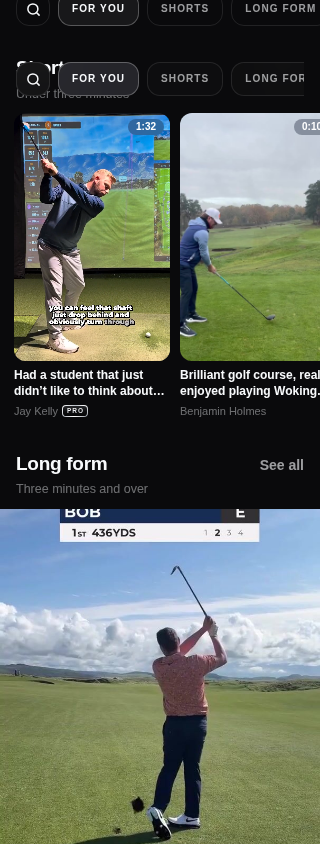 FOR YOU
SHORTS
LONG FORM
FOR YOU
SHORTS
LONG FOR
Under three minutes
1:32
0:10
you can feel that shaft
just drop behind and
obviously turn through
Had a student that just
didn't like to think about…
Jay Kelly PRO
Brilliant golf course, real
enjoyed playing Woking.
Benjamin Holmes
Long form
See all
Three minutes and over
BOB E
1ST 436YDS 1 2 3 4